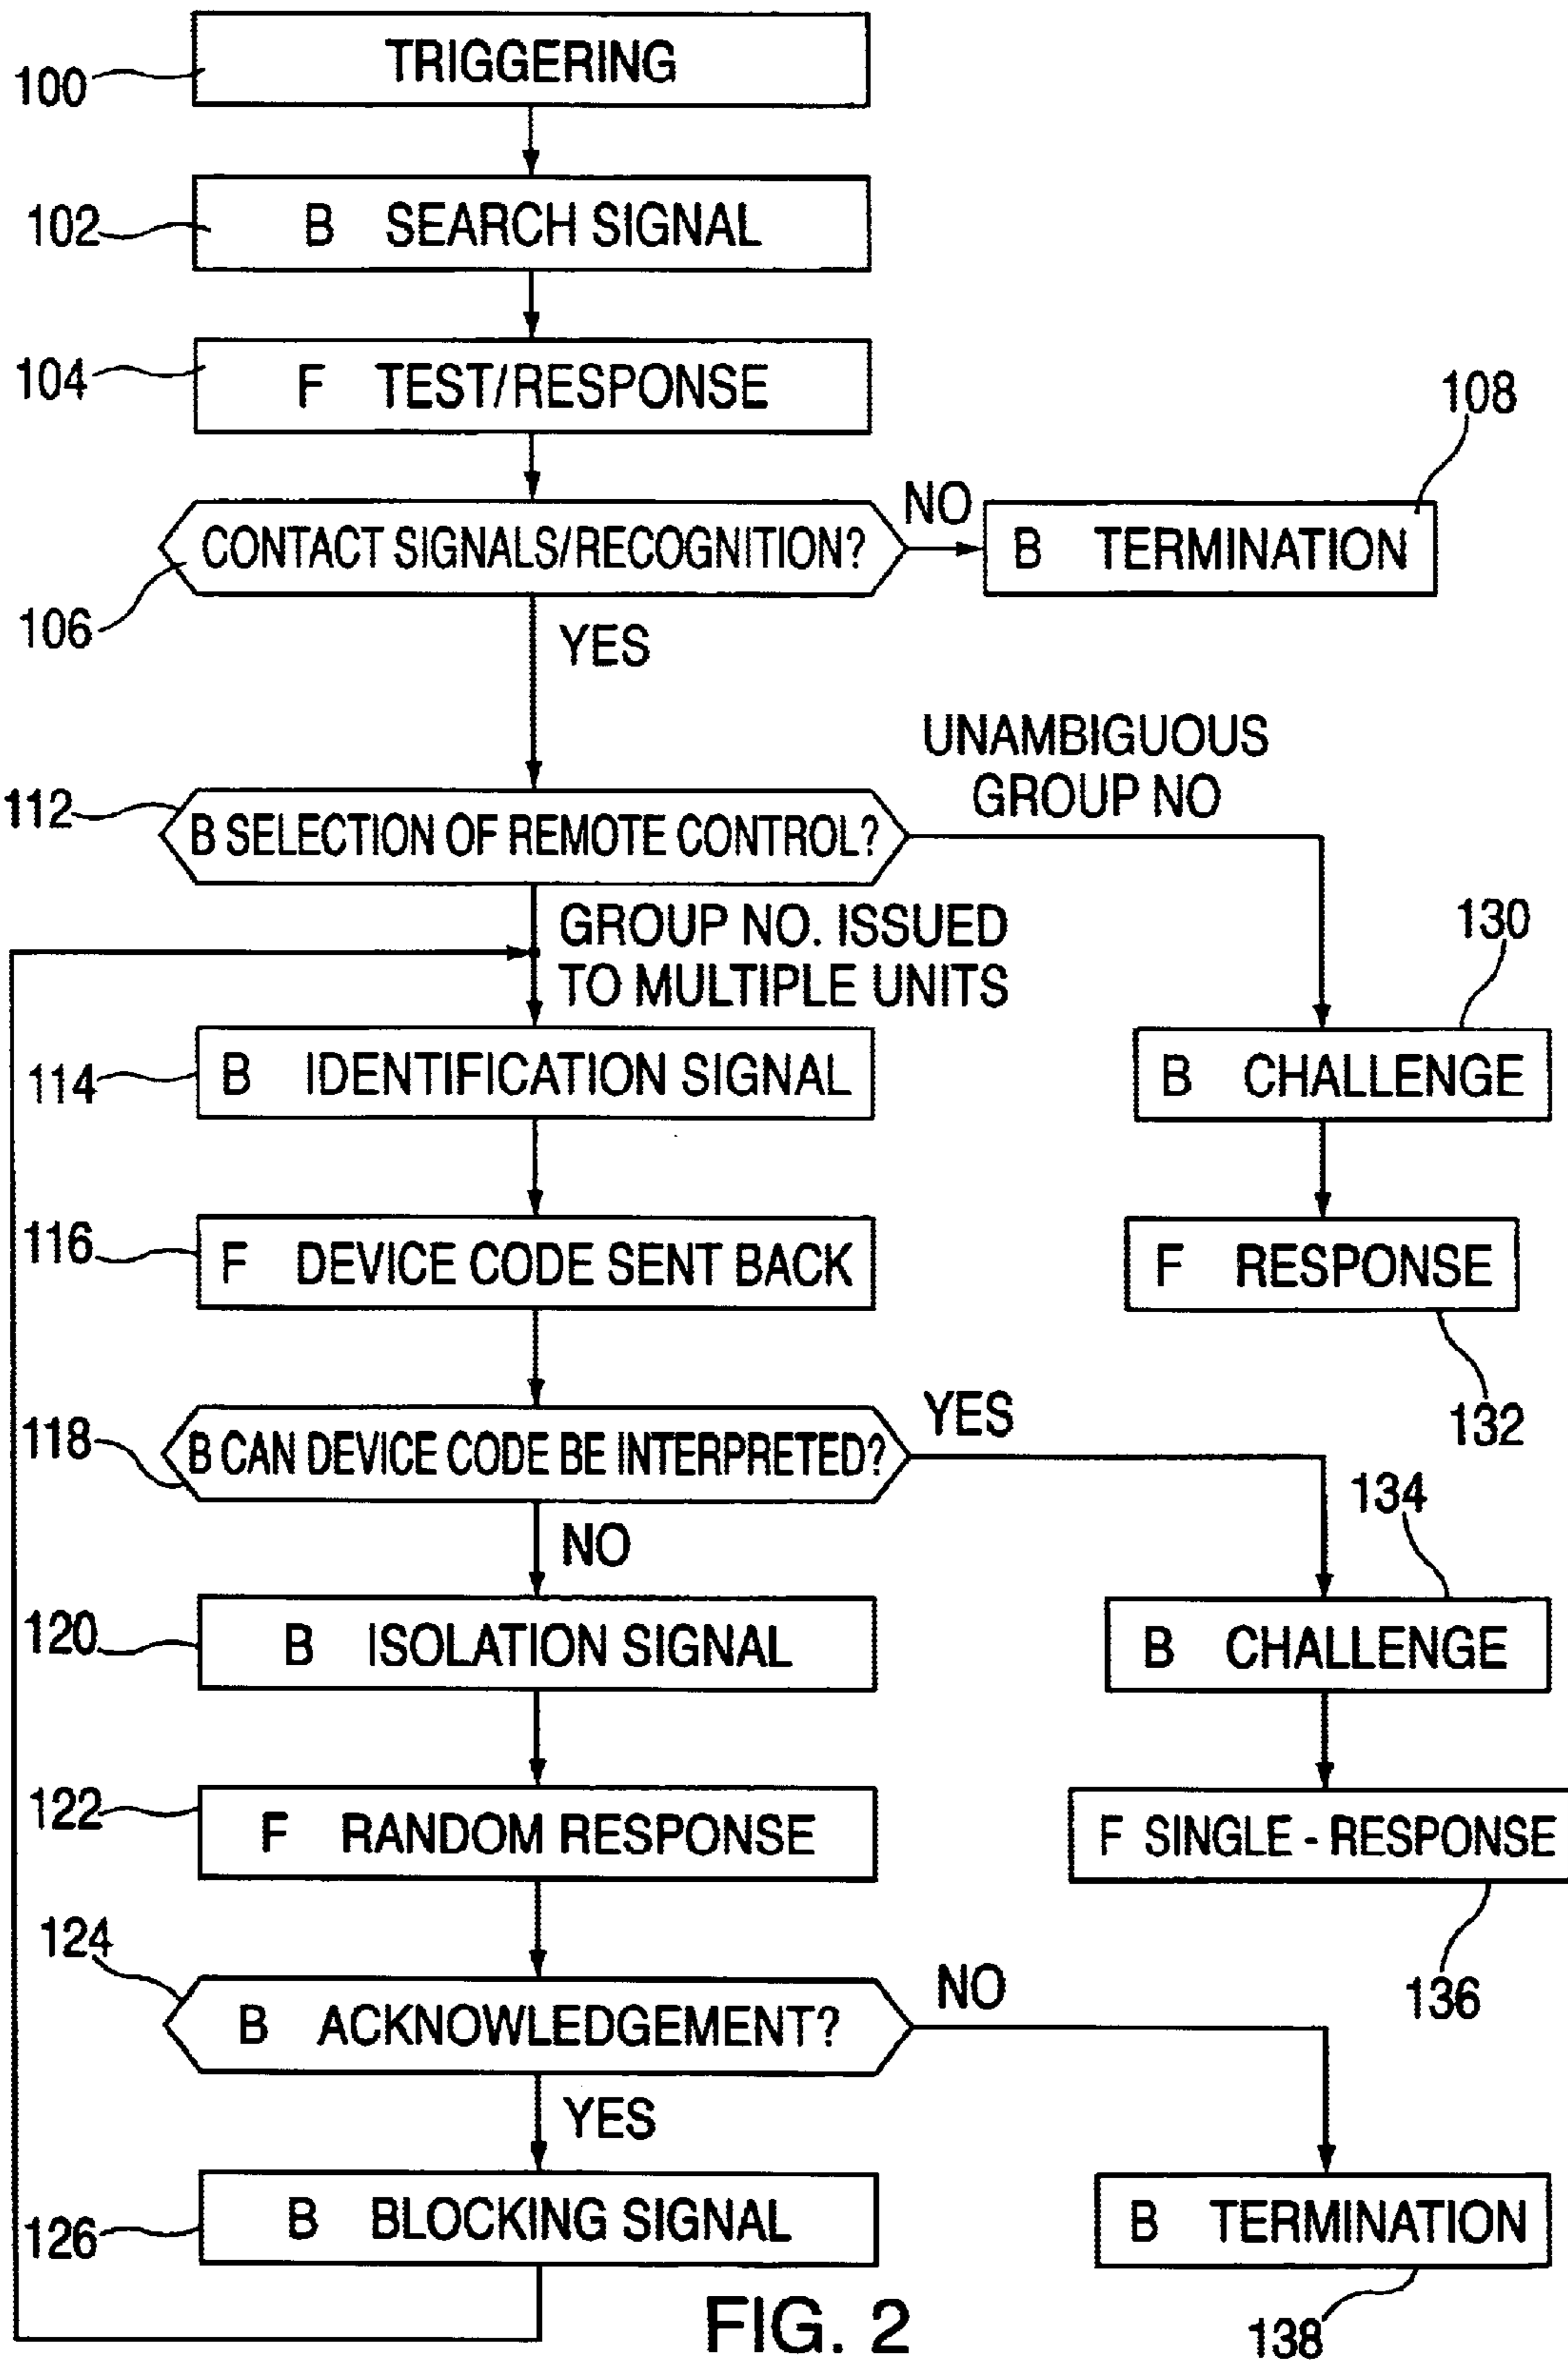 100
TRIGGERING
102
B SEARCH SIGNAL
104
F TEST/RESPONSE
108
CONTACT SIGNALS/RECOGNITION?
NO
B TERMINATION
106
YES
UNAMBIGUOUS
GROUP NO
112
B SELECTION OF REMOTE CONTROL?
GROUP NO. ISSUED
TO MULTIPLE UNITS
130
114
B IDENTIFICATION SIGNAL
B CHALLENGE
116
F DEVICE CODE SENT BACK
F RESPONSE
132
118
B CAN DEVICE CODE BE INTERPRETED?
YES
134
NO
120
B ISOLATION SIGNAL
B CHALLENGE
122
F RANDOM RESPONSE
F SINGLE - RESPONSE
136
124
B ACKNOWLEDGEMENT?
NO
YES
126
B BLOCKING SIGNAL
B TERMINATION
138
FIG. 2